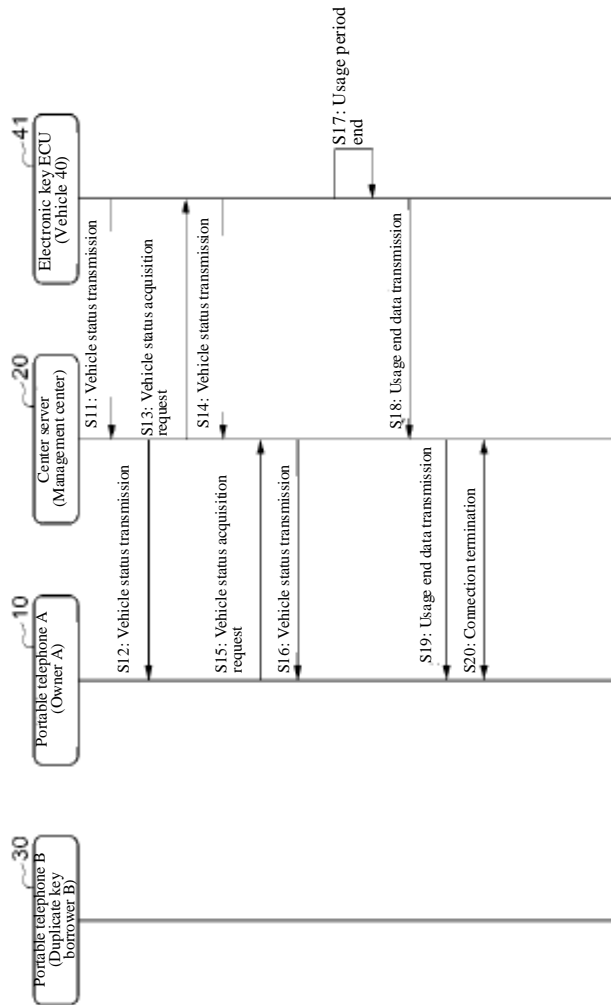 30
Portable telephone B
(Duplicate key
borrower B)
10
Portable telephone A
(Owner A)
20
Center server
(Management center)
41
Electronic key ECU
(Vehicle 40)
S11: Vehicle status transmission
S12: Vehicle status transmission
S13: Vehicle status acquisition
request
S14: Vehicle status transmission
S15: Vehicle status acquisition
request
S16: Vehicle status transmission
S17: Usage period
end
S18: Usage end data transmission
S19: Usage end data transmission
S20: Connection termination